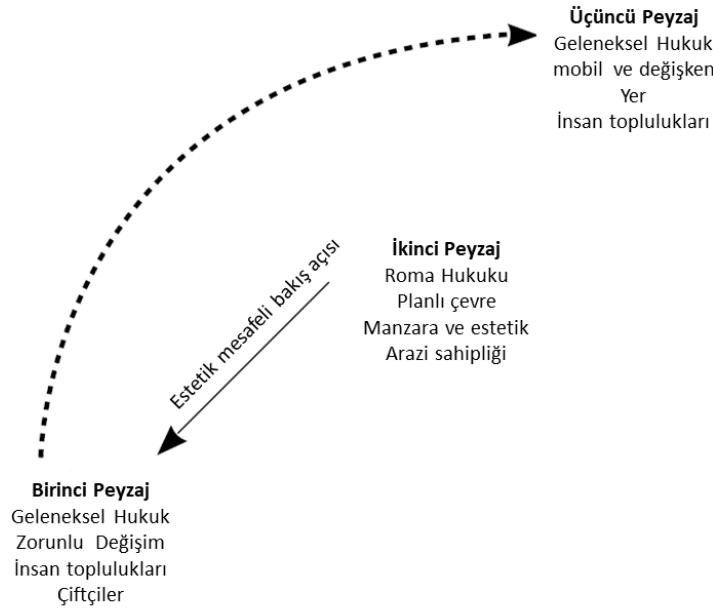 Üçüncü Peyzaj
Geleneksel Hukuk
mobil ve değişken
Yer
İnsan toplulukları
Estetik mesafeli bakış açısı
İkinci Peyzaj
Roma Hukuku
Planlı çevre
Manzara ve estetik
Arazi sahipliği
Birinci Peyzaj
Geleneksel Hukuk
Zorunlu Değişim
İnsan toplulukları
Çiftçiler